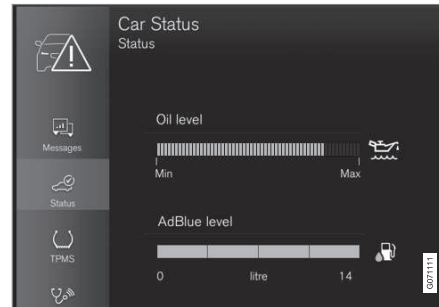 Car Status
Status
Messages
Status
TPMS
Oil level
Min Max
AdBlue level
0 litre 14
G071111